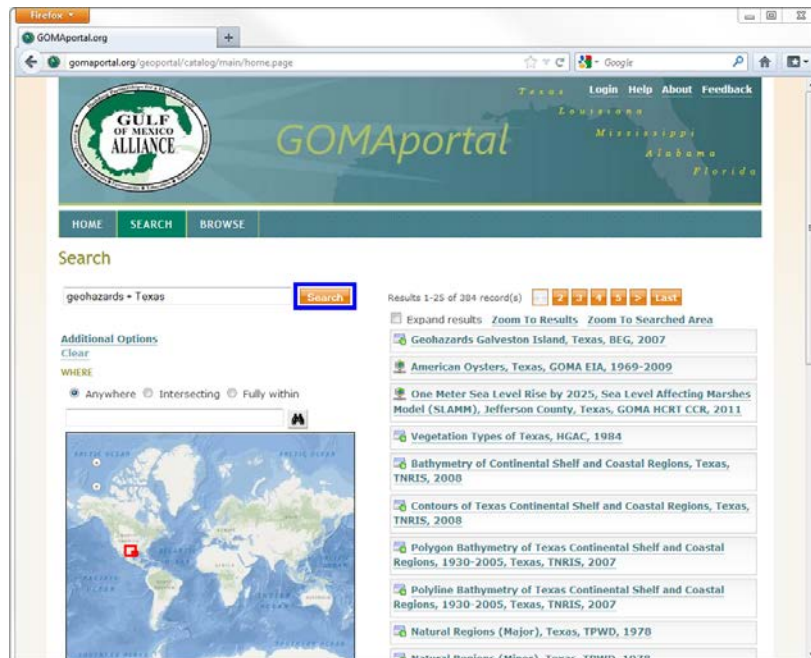 Firefox
GOMAportal.org
gomaportal.org/geoportal/catalog/main/home.page
Google
Login Help About Feedback
Texas
Louisiana
Mississippi
Alabama
Florida
GULF
OF MEXICO
ALLIANCE
GOMAportal
HOME SEARCH BROWSE
Search
geohazards + Texas
Search
Additional Options
Clear
WHERE
Anywhere Intersecting Fully within
Results 1-25 of 384 record(s) 2 3 4 5 > Last
Expand results Zoom To Results Zoom To Searched Area
Geohazards Galveston Island, Texas, BEG, 2007
American Oysters, Texas, GOMA EIA, 1969-2009
One Meter Sea Level Rise by 2025, Sea Level Affecting Marshes
Model (SLAMM), Jefferson County, Texas, GOMA HCRT CCR, 2011
Vegetation Types of Texas, HGAC, 1984
Bathymetry of Continental Shelf and Coastal Regions, Texas,
TNRIS, 2008
Contours of Texas Continental Shelf and Coastal Regions, Texas,
TNRIS, 2008
Polygon Bathymetry of Texas Continental Shelf and Coastal
Regions, 1930-2005, Texas, TNRIS, 2007
Polyline Bathymetry of Texas Continental Shelf and Coastal
Regions, 1930-2005, Texas, TNRIS, 2007
Natural Regions (Major), Texas, TPWD, 1978
Natural Regions (Minor), Texas, TPWD, 1978